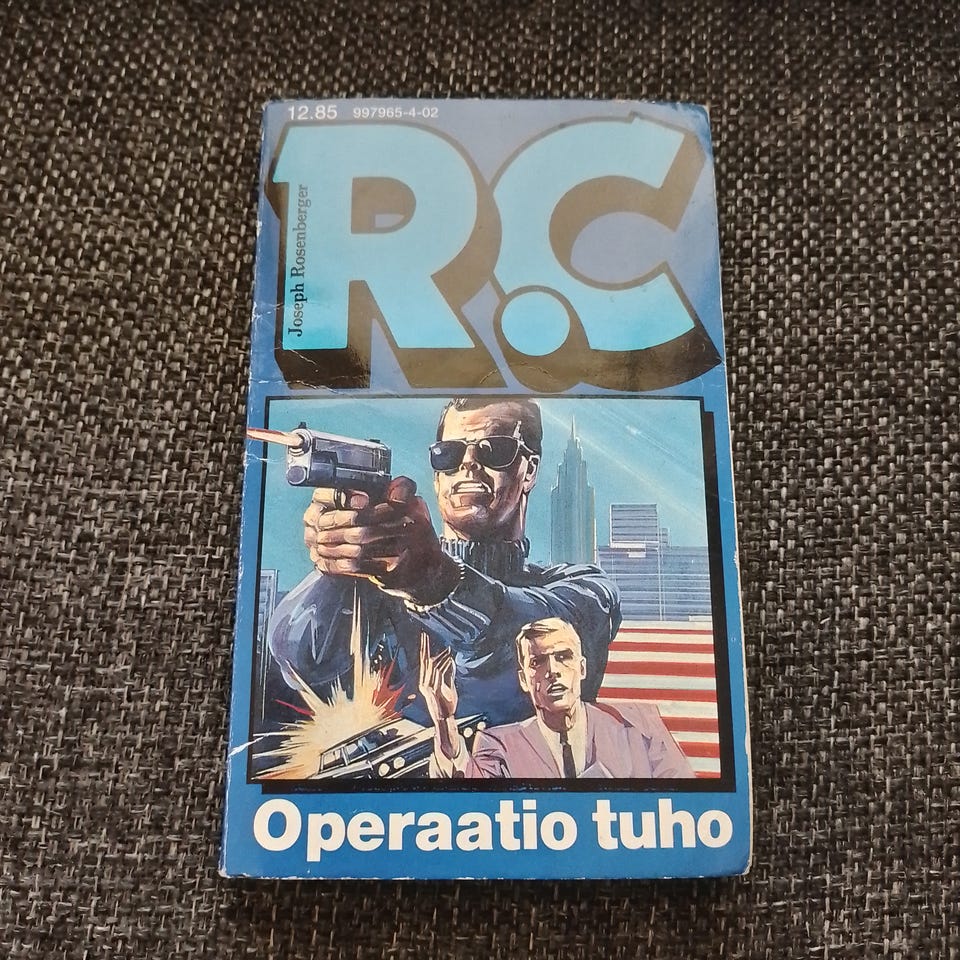 12.85 997965-4-02
R.C
Joseph Rosenberger
Operaatio tuho